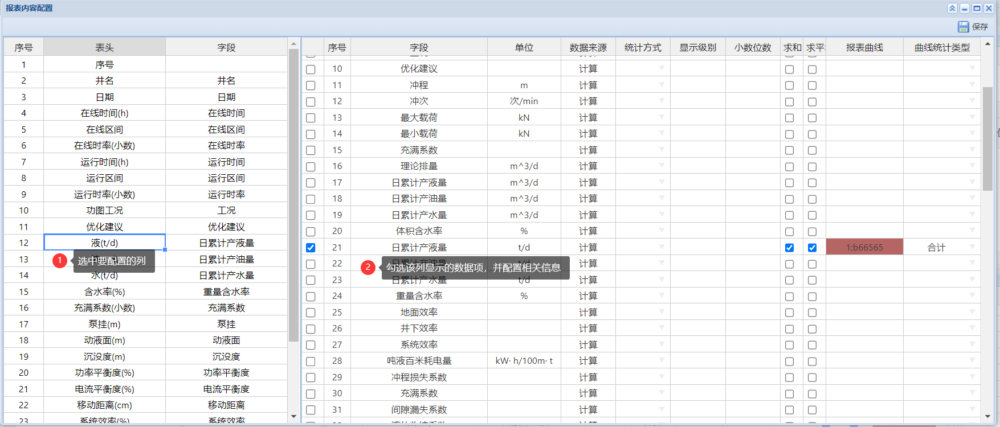 报表内容配置
保存
序号 表头 字段
1 序号
2 井名 井名
3 日期 日期
4 在线时间(h) 在线时间
5 在线区间 在线区间
6 在线时率(小数) 在线时率
7 运行时间(h) 运行时间
8 运行区间 运行区间
9 运行时率(小数) 运行时率
10 功图工况 工况
11 优化建议 优化建议
12 液(t/d) 日累计产液量
13 日累计产油量
14 水(t/d) 日累计产水量
15 含水率(%) 重量含水率
16 充满系数(小数) 充满系数
17 泵挂(m) 泵挂
18 动液面(m) 动液面
19 沉没度(m) 沉没度
20 功率平衡度(%) 功率平衡度
21 电流平衡度(%) 电流平衡度
22 移动距离(cm) 移动距离
23 系统效率(%) 系统效率
1 选中要配置的列
序号 字段 单位 数据来源 统计方式 显示级别 小数位数 求和 求平 报表曲线 曲线统计类型
10 优化建议 计算
11 冲程 m 计算
12 冲次 次/min 计算
13 最大载荷 kN 计算
14 最小载荷 kN 计算
15 充满系数 计算
16 理论排量 m^3/d 计算
17 日累计产液量 m^3/d 计算
18 日累计产油量 m^3/d 计算
19 日累计产水量 m^3/d 计算
20 体积含水率 % 计算
21 日累计产液量 t/d 计算 1;b66565 合计
22 日累计产油量 t/d 计算
2 勾选该列显示的数据项，并配置相关信息
23 日累计产水量 t/d 计算
24 重量含水率 % 计算
25 地面效率 计算
26 井下效率 计算
27 系统效率 计算
28 吨液百米耗电量 kW· h/100m· t 计算
29 冲程损失系数 计算
30 充满系数 计算
31 间隙漏失系数 计算